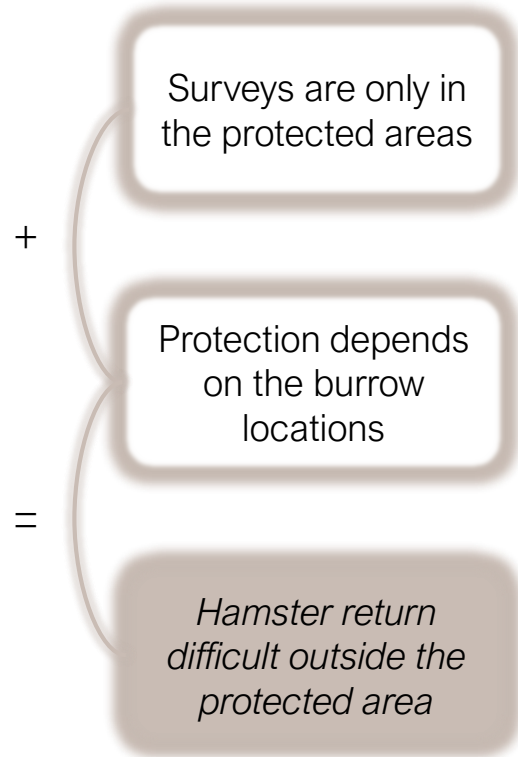 Surveys are only in
the protected areas
+
Protection depends
on the burrow
locations
=
Hamster return
difficult outside the
protected area